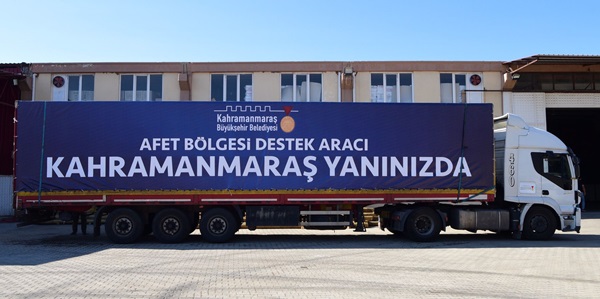 Kahramanmaraş
Büyükşehir Belediyesi
AFET BÖLGESİ DESTEK ARACI
KAHRAMANMARAŞ YANINIZDA